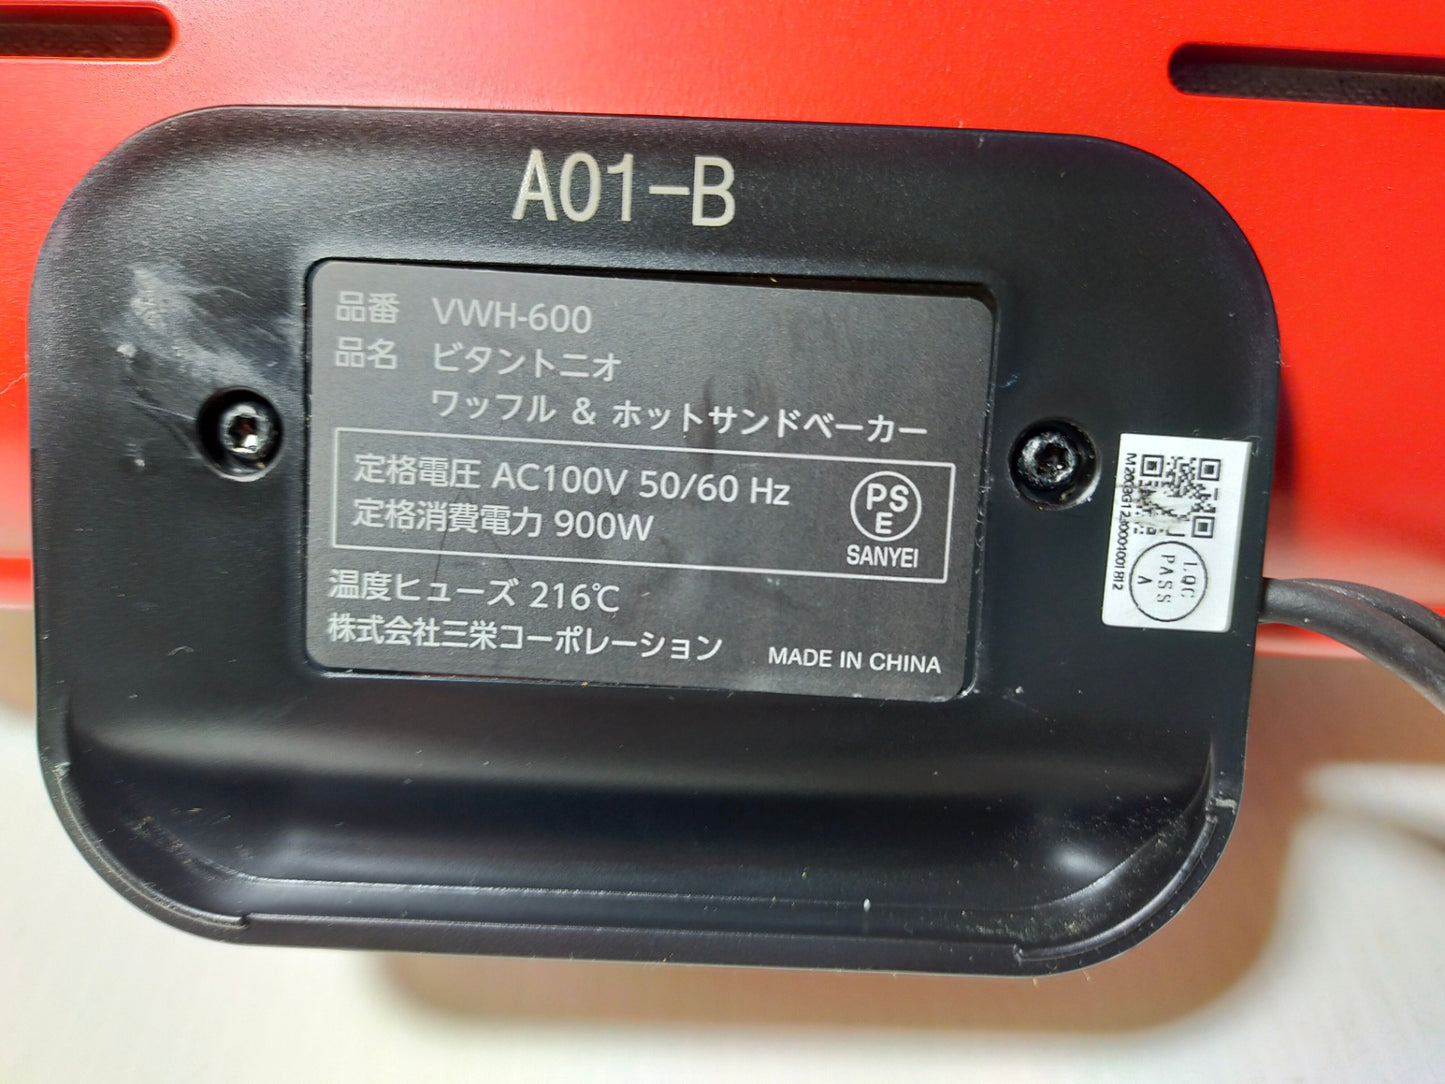 A01-B
品番 VWH-600
品名 ビタントニオ
ワッフル & ホットサンドベーカー
定格電圧 AC100V 50/60 Hz
定格消費電力 900W
PS
E
SANYEI
温度ヒューズ 216℃
株式会社三栄コーポレーション
MADE IN CHINA
I.QC
PASS
A